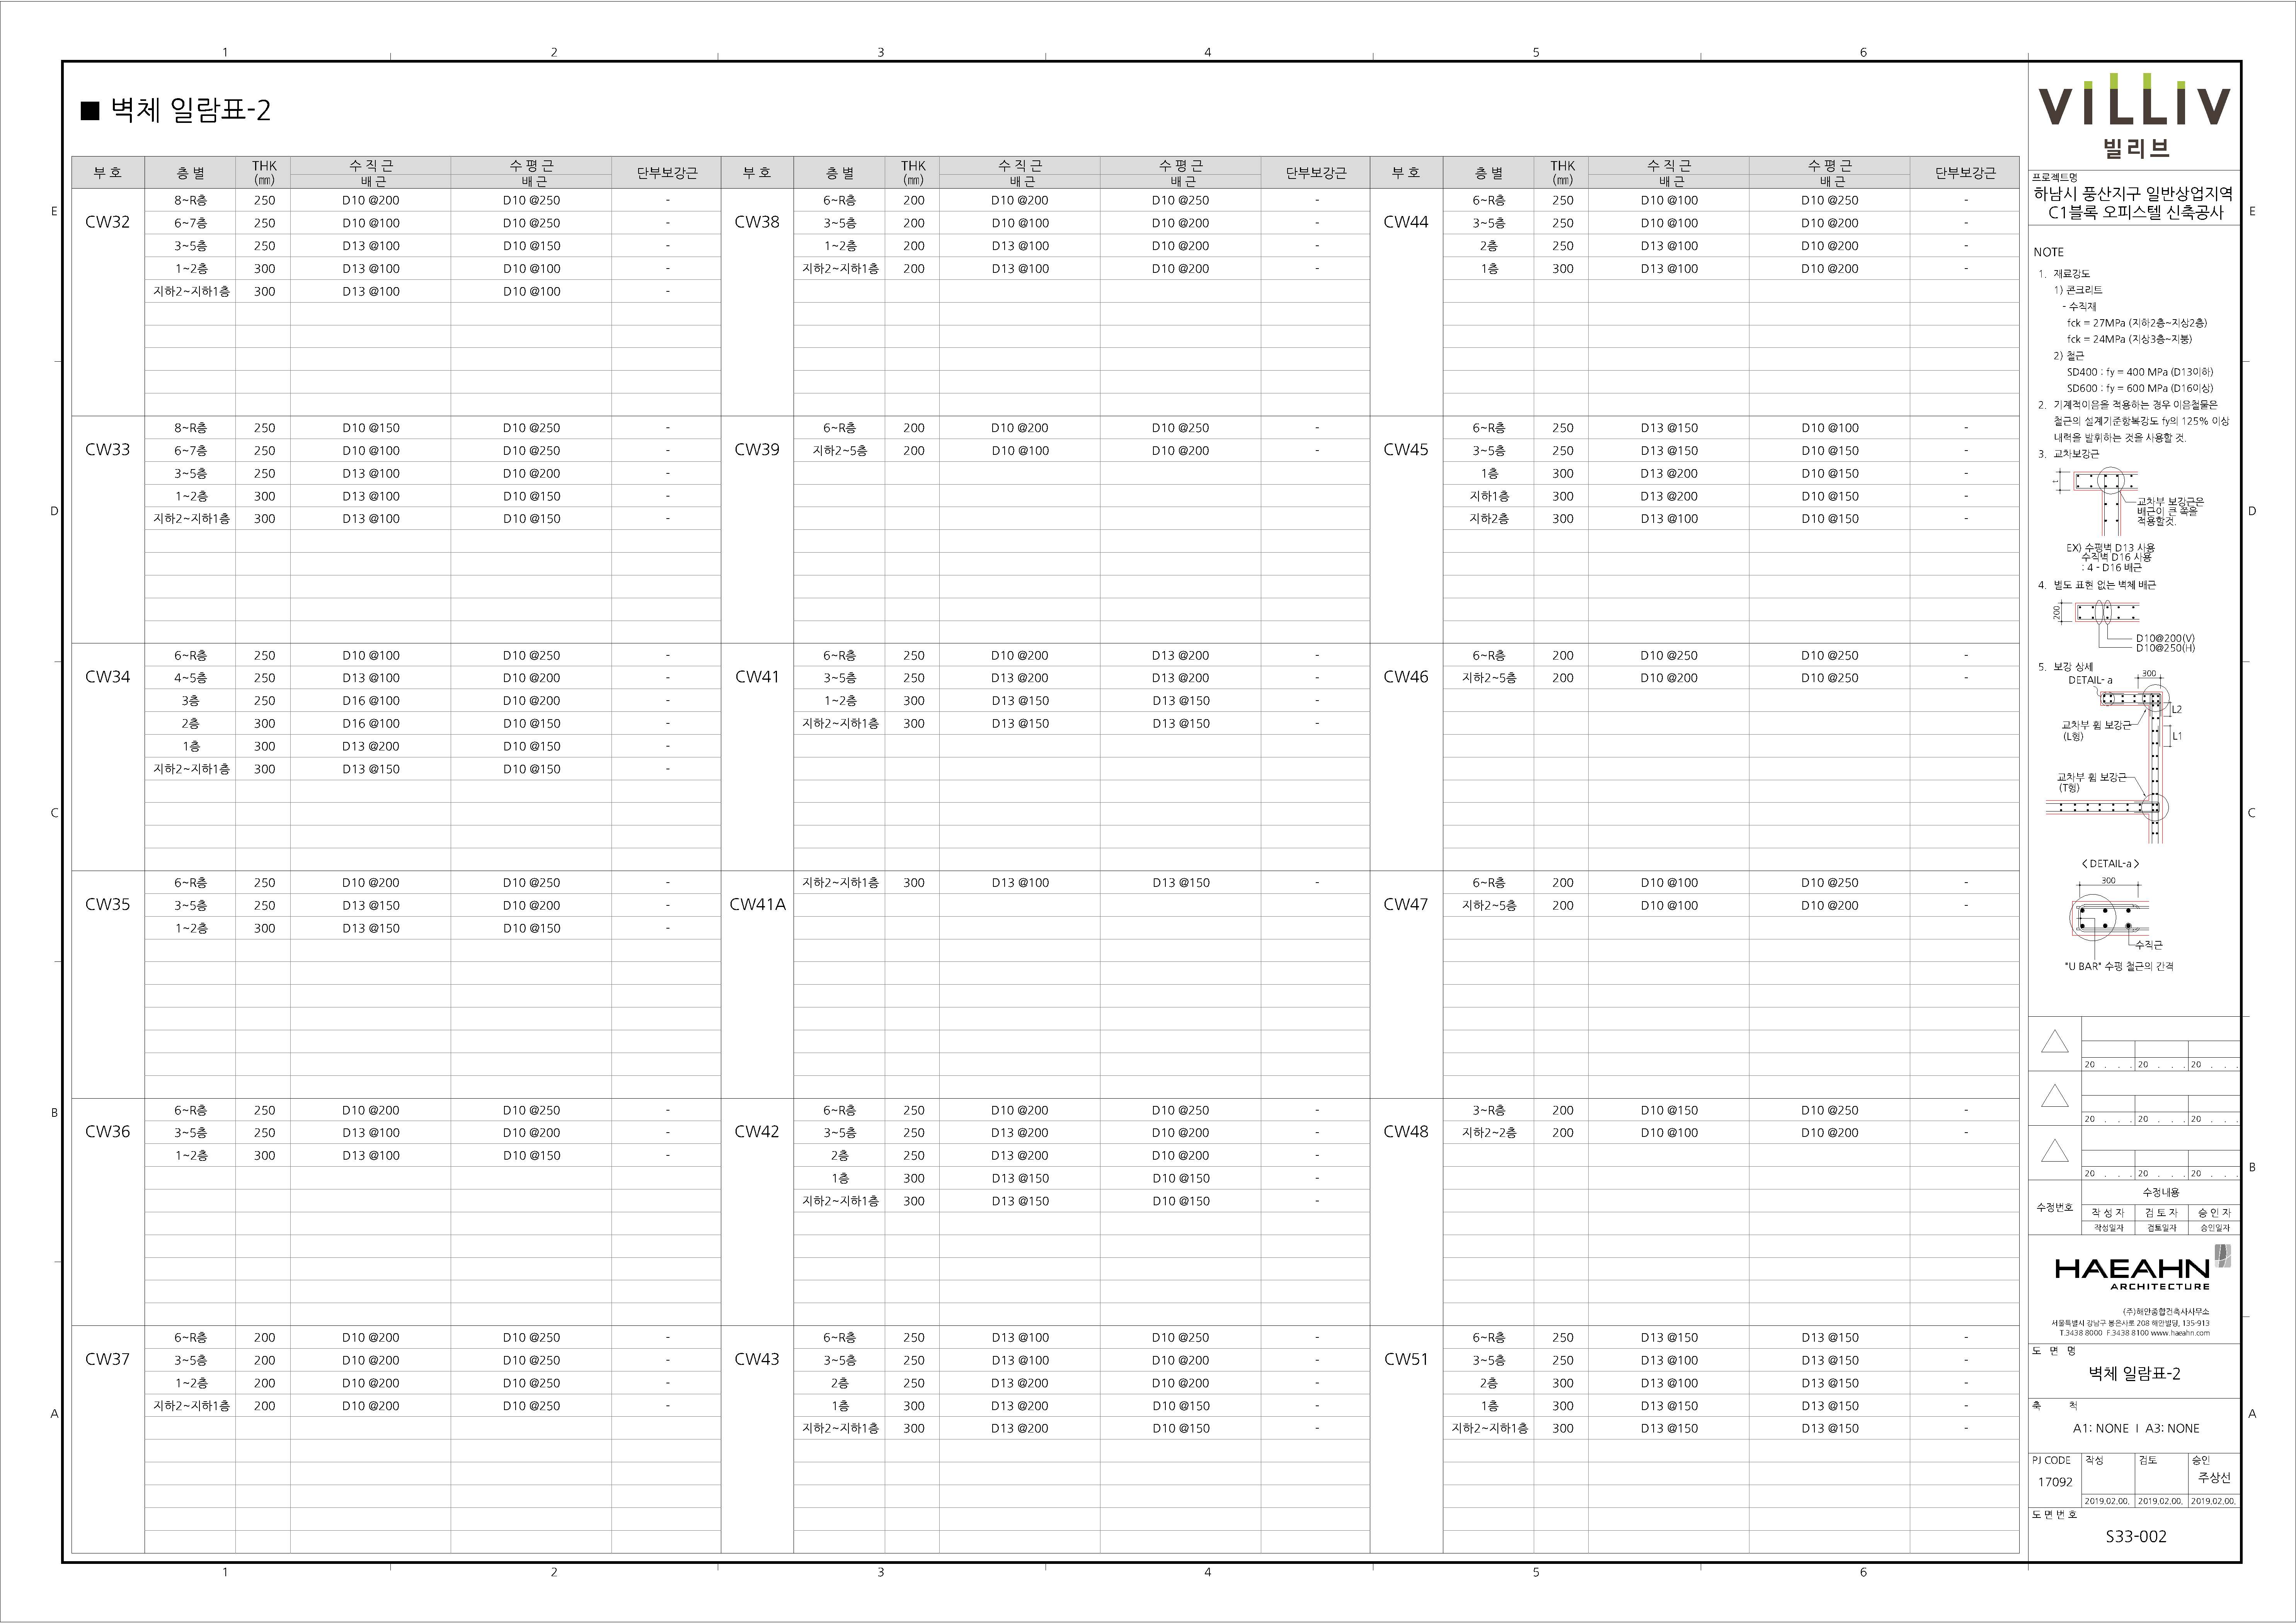 1 2 3 4 5 6
■ 벽체 일람표-2
부 호 층 별 THK (㎜) 수 직 근 배 근 수 평 근 배 근 단부보강근
CW32
8~R층 250 D10 @200 D10 @250 -
6~7층 250 D10 @100 D10 @250 -
3~5층 250 D13 @100 D10 @150 -
1~2층 300 D13 @100 D10 @100 -
지하2~지하1층 300 D13 @100 D10 @100 -
CW33
8~R층 250 D10 @150 D10 @250 -
6~7층 250 D10 @100 D10 @250 -
3~5층 250 D13 @100 D10 @200 -
1~2층 300 D13 @100 D10 @150 -
지하2~지하1층 300 D13 @100 D10 @150 -
CW34
6~R층 250 D10 @100 D10 @250 -
4~5층 250 D13 @100 D10 @200 -
3층 250 D16 @100 D10 @200 -
2층 300 D16 @100 D10 @150 -
1층 300 D13 @200 D10 @150 -
지하2~지하1층 300 D13 @150 D10 @150 -
CW35
6~R층 250 D10 @200 D10 @250 -
3~5층 250 D13 @150 D10 @200 -
1~2층 300 D13 @150 D10 @150 -
CW36
6~R층 250 D10 @200 D10 @250 -
3~5층 250 D13 @100 D10 @200 -
1~2층 300 D13 @100 D10 @150 -
CW37
6~R층 200 D10 @200 D10 @250 -
3~5층 200 D10 @200 D10 @250 -
1~2층 200 D10 @200 D10 @250 -
지하2~지하1층 200 D10 @200 D10 @250 -
부 호 층 별 THK (㎜) 수 직 근 배 근 수 평 근 배 근 단부보강근
CW38
6~R층 200 D10 @200 D10 @250 -
3~5층 200 D10 @100 D10 @200 -
1~2층 200 D13 @100 D10 @200 -
지하2~지하1층 200 D13 @100 D10 @200 -
CW39
6~R층 200 D10 @200 D10 @250 -
지하2~5층 200 D10 @100 D10 @200 -
CW41
6~R층 250 D10 @200 D13 @200 -
3~5층 250 D13 @200 D13 @200 -
1~2층 300 D13 @150 D13 @150 -
지하2~지하1층 300 D13 @150 D13 @150 -
CW41A
지하2~지하1층 300 D13 @100 D13 @150 -
CW42
6~R층 250 D10 @200 D10 @250 -
3~5층 250 D13 @200 D10 @200 -
2층 250 D13 @200 D10 @200 -
1층 300 D13 @150 D10 @150 -
지하2~지하1층 300 D13 @150 D10 @150 -
CW43
6~R층 250 D13 @100 D10 @250 -
3~5층 250 D13 @100 D10 @200 -
2층 250 D13 @200 D10 @200 -
1층 300 D13 @200 D10 @150 -
지하2~지하1층 300 D13 @200 D10 @150 -
부 호 층 별 THK (㎜) 수 직 근 배 근 수 평 근 배 근 단부보강근
CW44
6~R층 250 D10 @100 D10 @250 -
3~5층 250 D10 @100 D10 @200 -
2층 250 D13 @100 D10 @200 -
1층 300 D13 @100 D10 @200 -
CW45
6~R층 250 D13 @150 D10 @100 -
3~5층 250 D13 @150 D10 @150 -
1층 300 D13 @200 D10 @150 -
지하1층 300 D13 @200 D10 @150 -
지하2층 300 D13 @100 D10 @150 -
CW46
6~R층 200 D10 @250 D10 @250 -
지하2~5층 200 D10 @200 D10 @250 -
CW47
6~R층 200 D10 @100 D10 @250 -
지하2~5층 200 D10 @100 D10 @200 -
CW48
3~R층 200 D10 @150 D10 @250 -
지하2~2층 200 D10 @100 D10 @200 -
CW51
6~R층 250 D13 @150 D13 @150 -
3~5층 250 D13 @100 D13 @150 -
2층 300 D13 @100 D13 @150 -
1층 300 D13 @150 D13 @150 -
지하2~지하1층 300 D13 @150 D13 @150 -
VILLIV
빌리브
프로젝트명
하남시 풍산지구 일반상업지역
C1블록 오피스텔 신축공사
NOTE
1. 재료강도
1) 콘크리트
- 수직재
fck = 27MPa (지하2층~지상2층)
fck = 24MPa (지상3층~지붕)
2) 철근
SD400 : fy = 400 MPa (D13이하)
SD600 : fy = 600 MPa (D16이상)
2. 기계적이음을 적용하는 경우 이음철물은
철근의 설계기준항복강도 fy의 125% 이상
내력을 발휘하는 것을 사용할 것.
3. 교차보강근
t
교차부 보강근은
배근이 큰 쪽을
적용할것.
EX) 수평벽 D13 사용
수직벽 D16 사용
: 4 - D16 배근
4. 별도 표현 없는 벽체 배근
200
D10@200(V)
D10@250(H)
5. 보강 상세
DETAIL- a
300
L2
교차부 휨 보강근
(L형)
L1
교차부 휨 보강근
(T형)
< DETAIL-a >
300
수직근
"U BAR" 수평 철근의 간격
20 . . . 20 . . . 20 . . .
20 . . . 20 . . . 20 . . .
20 . . . 20 . . . 20 . . .
수정번호
수정내용
작 성 자 검 토 자 승 인 자
작성일자 검토일자 승인일자
HAEAHN
ARCHITECTURE
(주)해안종합건축사사무소
서울특별시 강남구 봉은사로 208 해안빌딩, 135-913
T.3438 8000 F.3438 8100 www.haeahn.com
도 면 명
벽체 일람표-2
축 척
A1: NONE I A3: NONE
PJ CODE 작성 검토 승인
17092 주상선
2019.02.00. 2019.02.00. 2019.02.00.
도 면 번 호
S33-002
E E
D D
C C
B B
A A
1 2 3 4 5 6